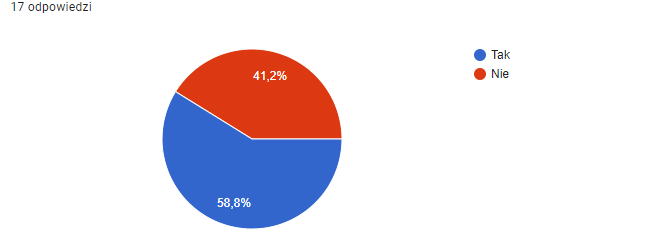 17 odpowiedzi
Tak
Nie
41,2%
58,8%